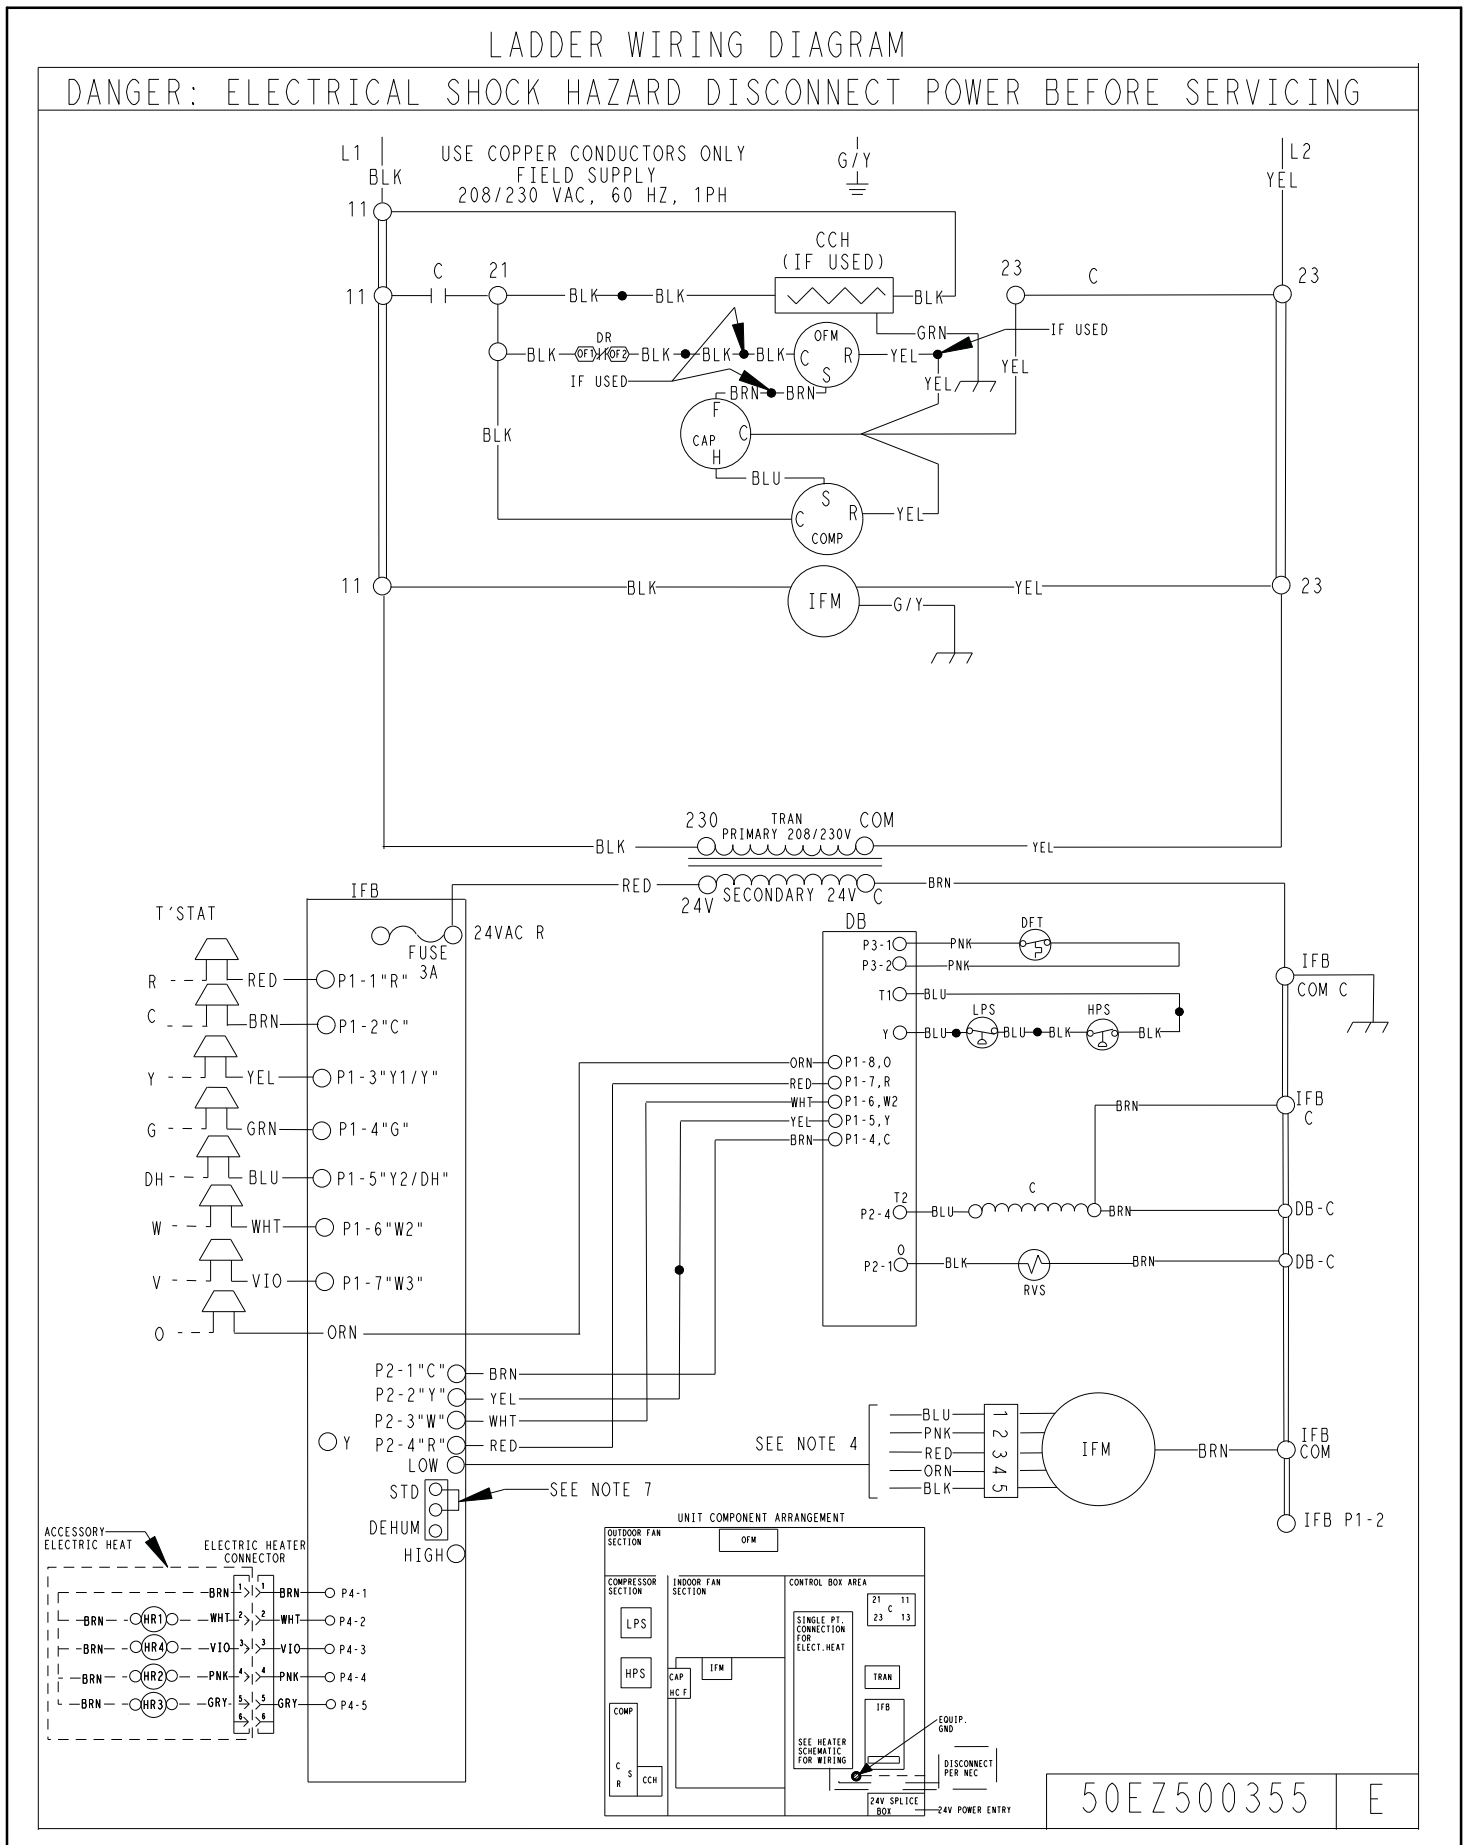 LADDER WIRING DIAGRAM
DANGER: ELECTRICAL SHOCK HAZARD DISCONNECT POWER BEFORE SERVICING
L1
BLK
USE COPPER CONDUCTORS ONLY
FIELD SUPPLY
208/230 VAC, 60 HZ, 1PH
G/Y
L2
YEL
11
CCH
(IF USED)
11 C 21 BLK BLK BLK 23 C 23
GRN IF USED
DR
BLK OF1 OF2 BLK BLK BLK C OFM R S YEL YEL
IF USED
BRN BRN YEL
F
CAP C
H
BLK
BLU
S
C R YEL
COMP
11 BLK IFM YEL 23
G/Y
230 TRAN COM
PRIMARY 208/230V
BLK YEL
RED SECONDARY 24V BRN
24V C
IFB
T'STAT
24VAC R
FUSE
3A
R RED P1-1"R"
C BRN P1-2"C"
Y YEL P1-3"Y1/Y"
G GRN P1-4"G"
DH BLU P1-5"Y2/DH"
W WHT P1-6"W2"
V VIO P1-7"W3"
O ORN
DB
DFT
P3-1 PNK
P3-2 PNK
T1 BLU
LPS HPS
Y BLU BLU BLK BLK
ORN P1-8,O
RED P1-7,R
WHT P1-6,W2
YEL P1-5,Y
BRN P1-4,C
IFB
COM C
BRN IFB
C
T2 C
P2-4 BLU BRN DB-C
O
P2-1 BLK BRN DB-C
RVS
P2-1"C" BRN
P2-2"Y" YEL
P2-3"W" WHT
Y P2-4"R" RED
LOW
SEE NOTE 4
BLU 1
PNK 2
RED 3
ORN 4
BLK 5
IFM BRN IFB
COM
IFB P1-2
STD
SEE NOTE 7
DEHUM
HIGH
ACCESSORY
ELECTRIC HEAT
ELECTRIC HEATER
CONNECTOR
BRN 1 1 BRN P4-1
BRN HR1 WHT 2 2 WHT P4-2
BRN HR4 VIO 3 3 VIO P4-3
BRN HR2 PNK 4 4 PNK P4-4
BRN HR3 GRY 5 5 GRY P4-5
6 6
UNIT COMPONENT ARRANGEMENT
OUTDOOR FAN
SECTION
OFM
COMPRESSOR
SECTION
INDOOR FAN
SECTION
CONTROL BOX AREA
LPS
HPS
CAP
H C F
IFM
SINGLE PT.
CONNECTION
FOR
ELECT.HEAT
21 11
C
23 13
TRAN
IFB
COMP
C
S
R
CCH
SEE HEATER
SCHEMATIC
FOR WIRING
EQUIP.
GND
DISCONNECT
PER NEC
24V SPLICE
BOX
24V POWER ENTRY
50EZ500355 E